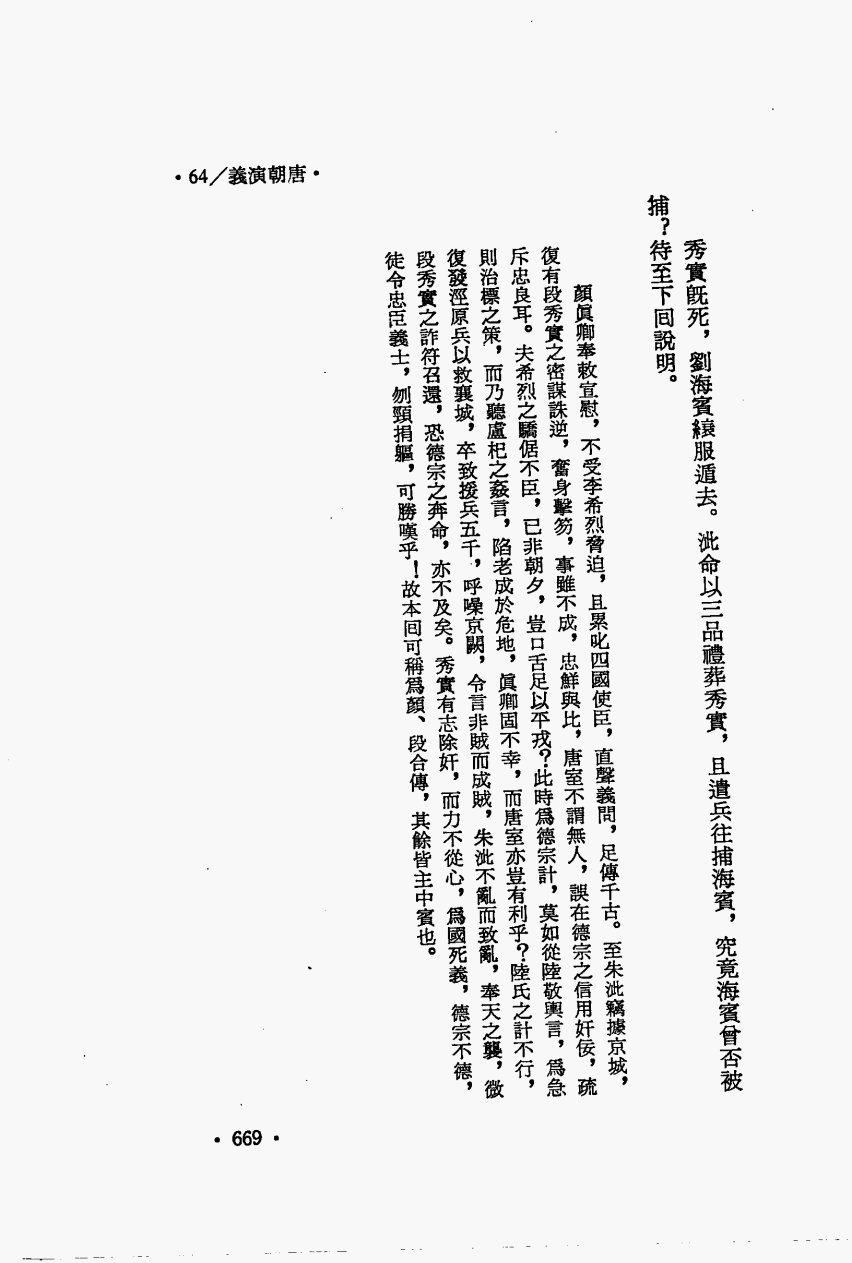 ·64／義演朝唐·
秀實既死，劉海賓縗服遁去。泚命以三品禮葬秀實，且遣兵往捕海賓，究竟海賓曾否被
捕？待至下囘說明。
顏眞卿奉敕宣慰，不受李希烈脅迫，且累叱四國使臣，直聲義問，足傳千古。至朱泚竊據京城，
復有段秀實之密謀誅逆，奮身擊笏，事雖不成，忠鮮與比，唐室不謂無人，誤在德宗之信用奸佞，疏
斥忠良耳。夫希烈之驕倨不臣，已非朝夕，豈口舌足以平戎？此時爲德宗計，莫如從陸敬輿言，爲急
則治標之策，而乃聽盧杞之姦言，陷老成於危地，眞卿固不幸，而唐室亦豈有利乎？陸氏之計不行，
復發涇原兵以救襄城，卒致援兵五千，呼噪京闕，令言非賊而成賊，朱泚不亂而致亂，奉天之襲，微
段秀實之詐符召還，恐德宗之奔命，亦不及矣。秀實有志除奸，而力不從心，爲國死義，德宗不德，
徒令忠臣義士，刎頸捐軀，可勝嘆乎！故本囘可稱爲顏、段合傳，其餘皆主中賓也。
·669·